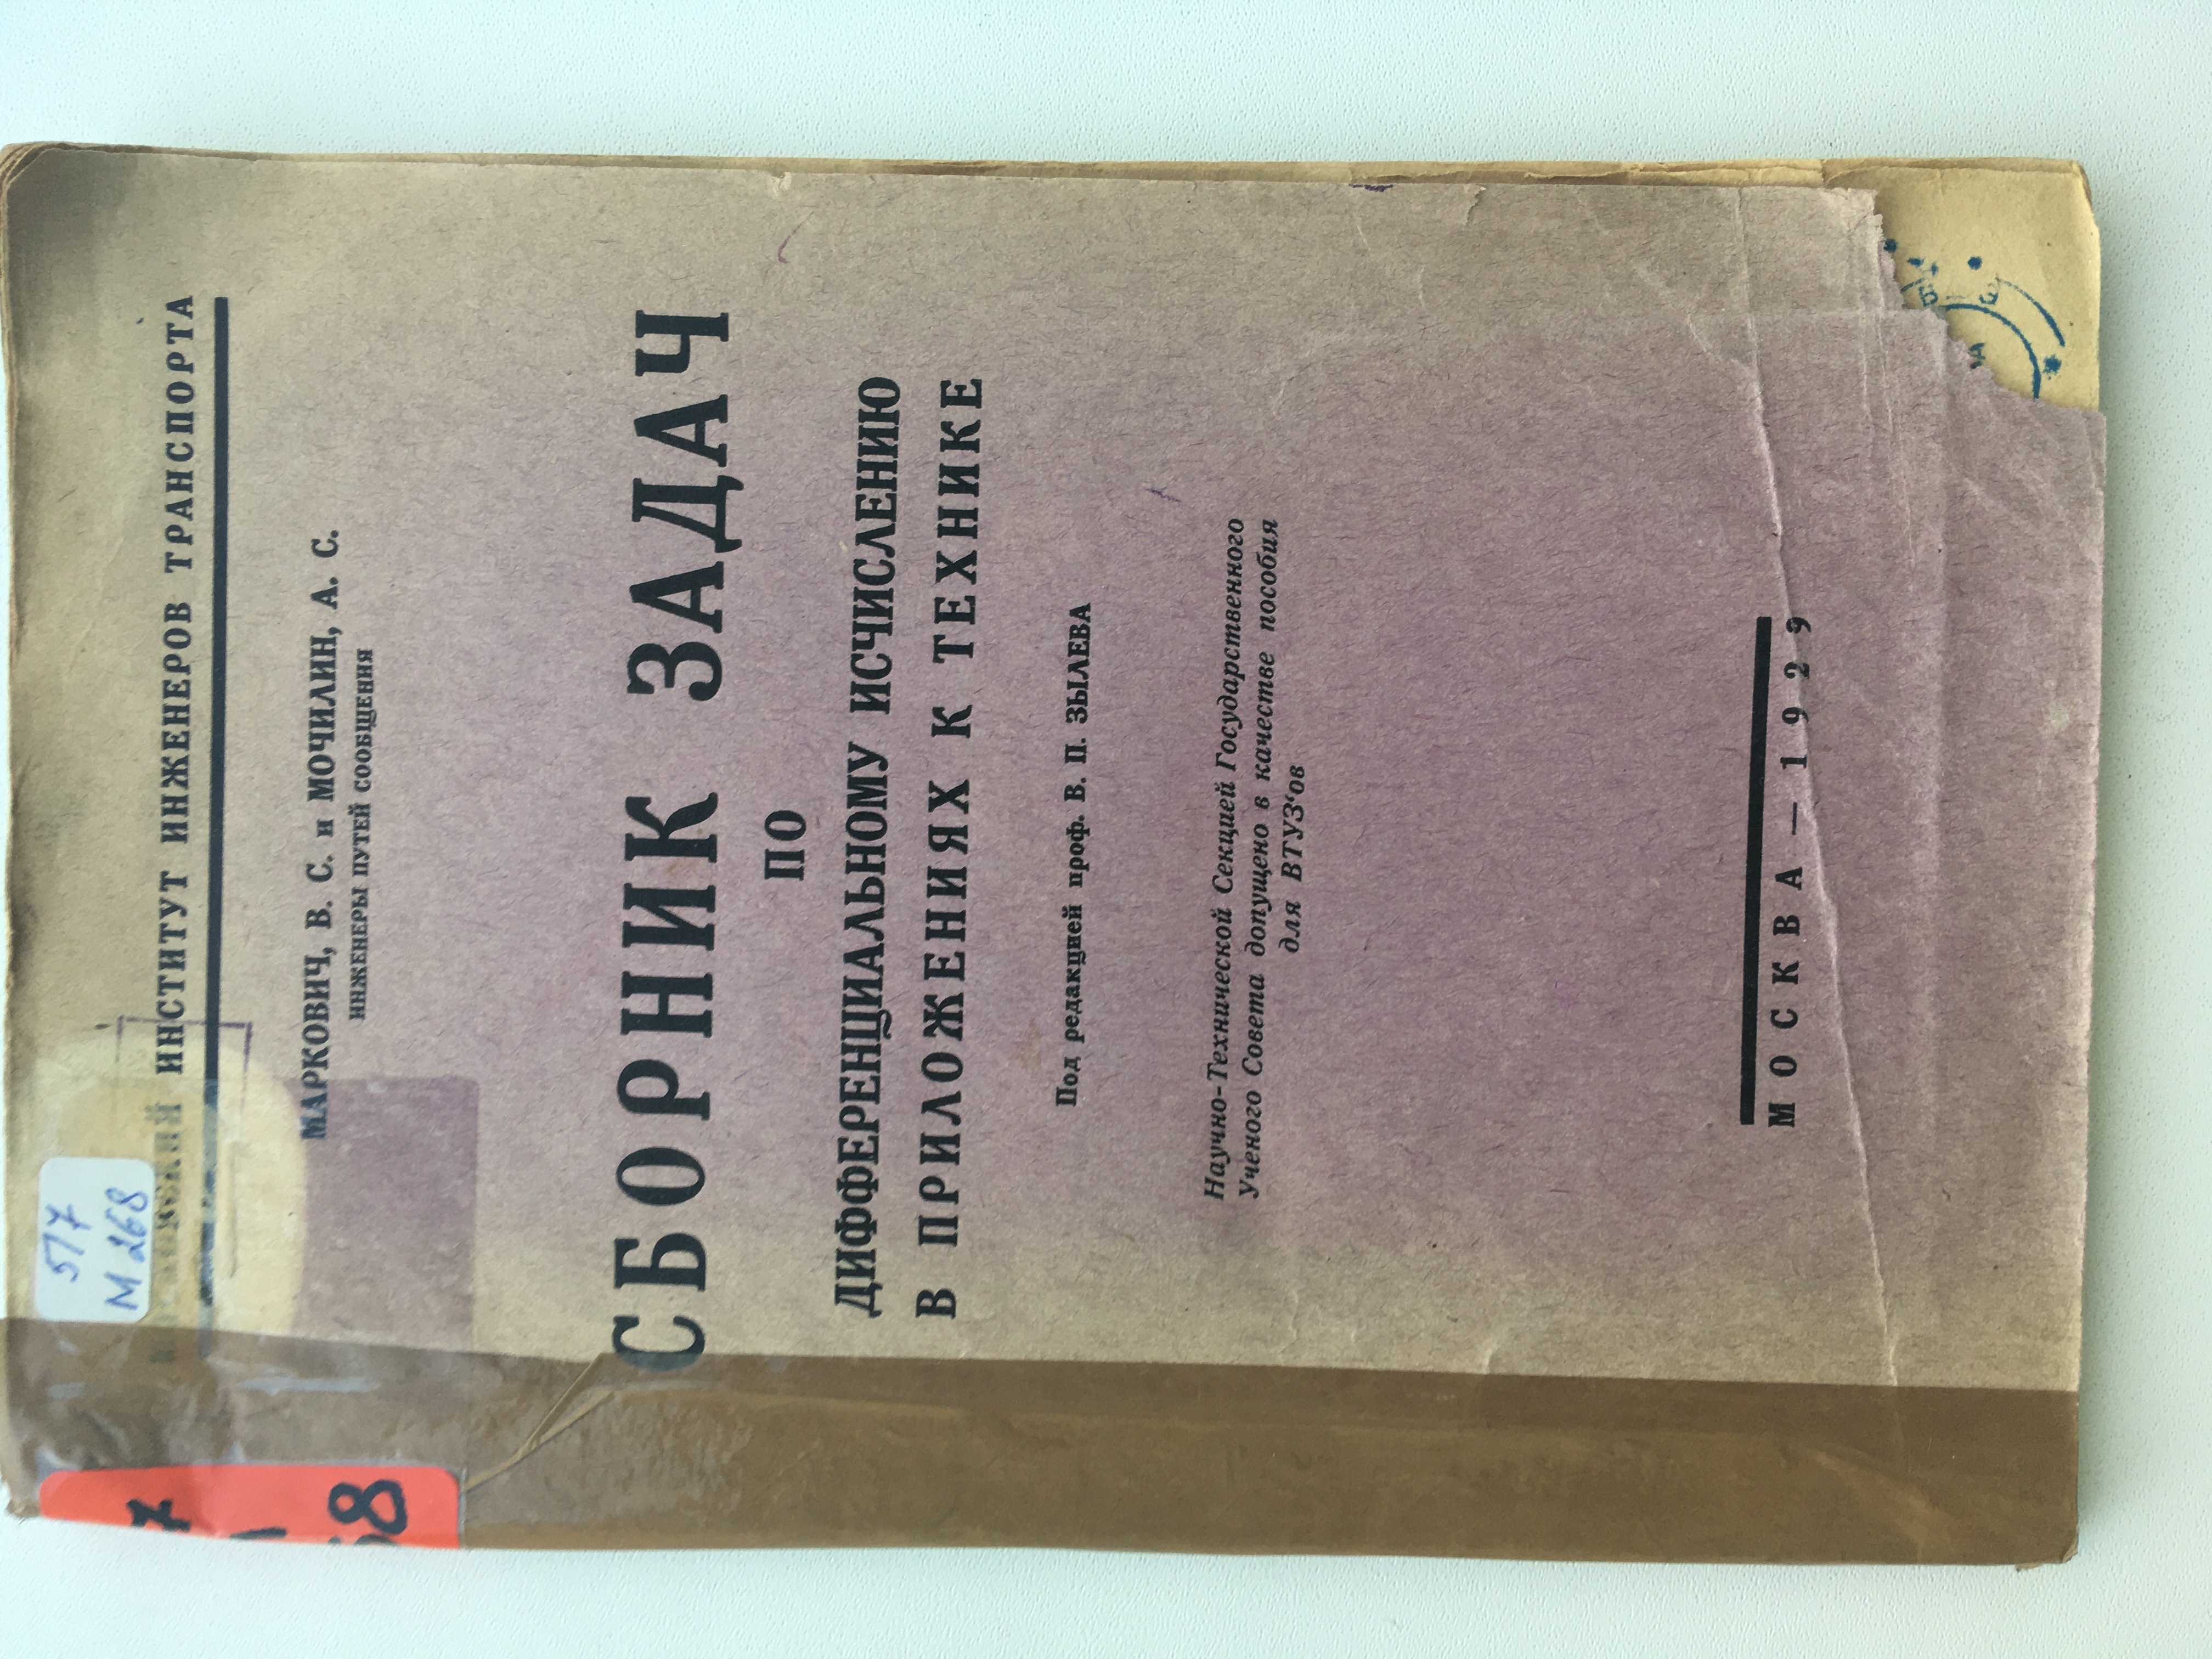 577
М 268
ИНСТИТУТ ИНЖЕНЕРОВ ТРАНСПОРТА
МАРКОВИЧ, В. С. и МОЧИЛИН, А. С.
ИНЖЕНЕРЫ ПУТЕЙ СООБЩЕНИЯ
СБОРНИК ЗАДАЧ
ПО
ДИФФЕРЕНЦИАЛЬНОМУ ИСЧИСЛЕНИЮ
В ПРИЛОЖЕНИЯХ К ТЕХНИКЕ
Под редакцией проф. В. П. ЗЫЛЕВА
Научно-Технической Секцией Государственного
Ученого Совета допущено в качестве пособия
для ВТУЗ‘ов
МОСКВА — 1929